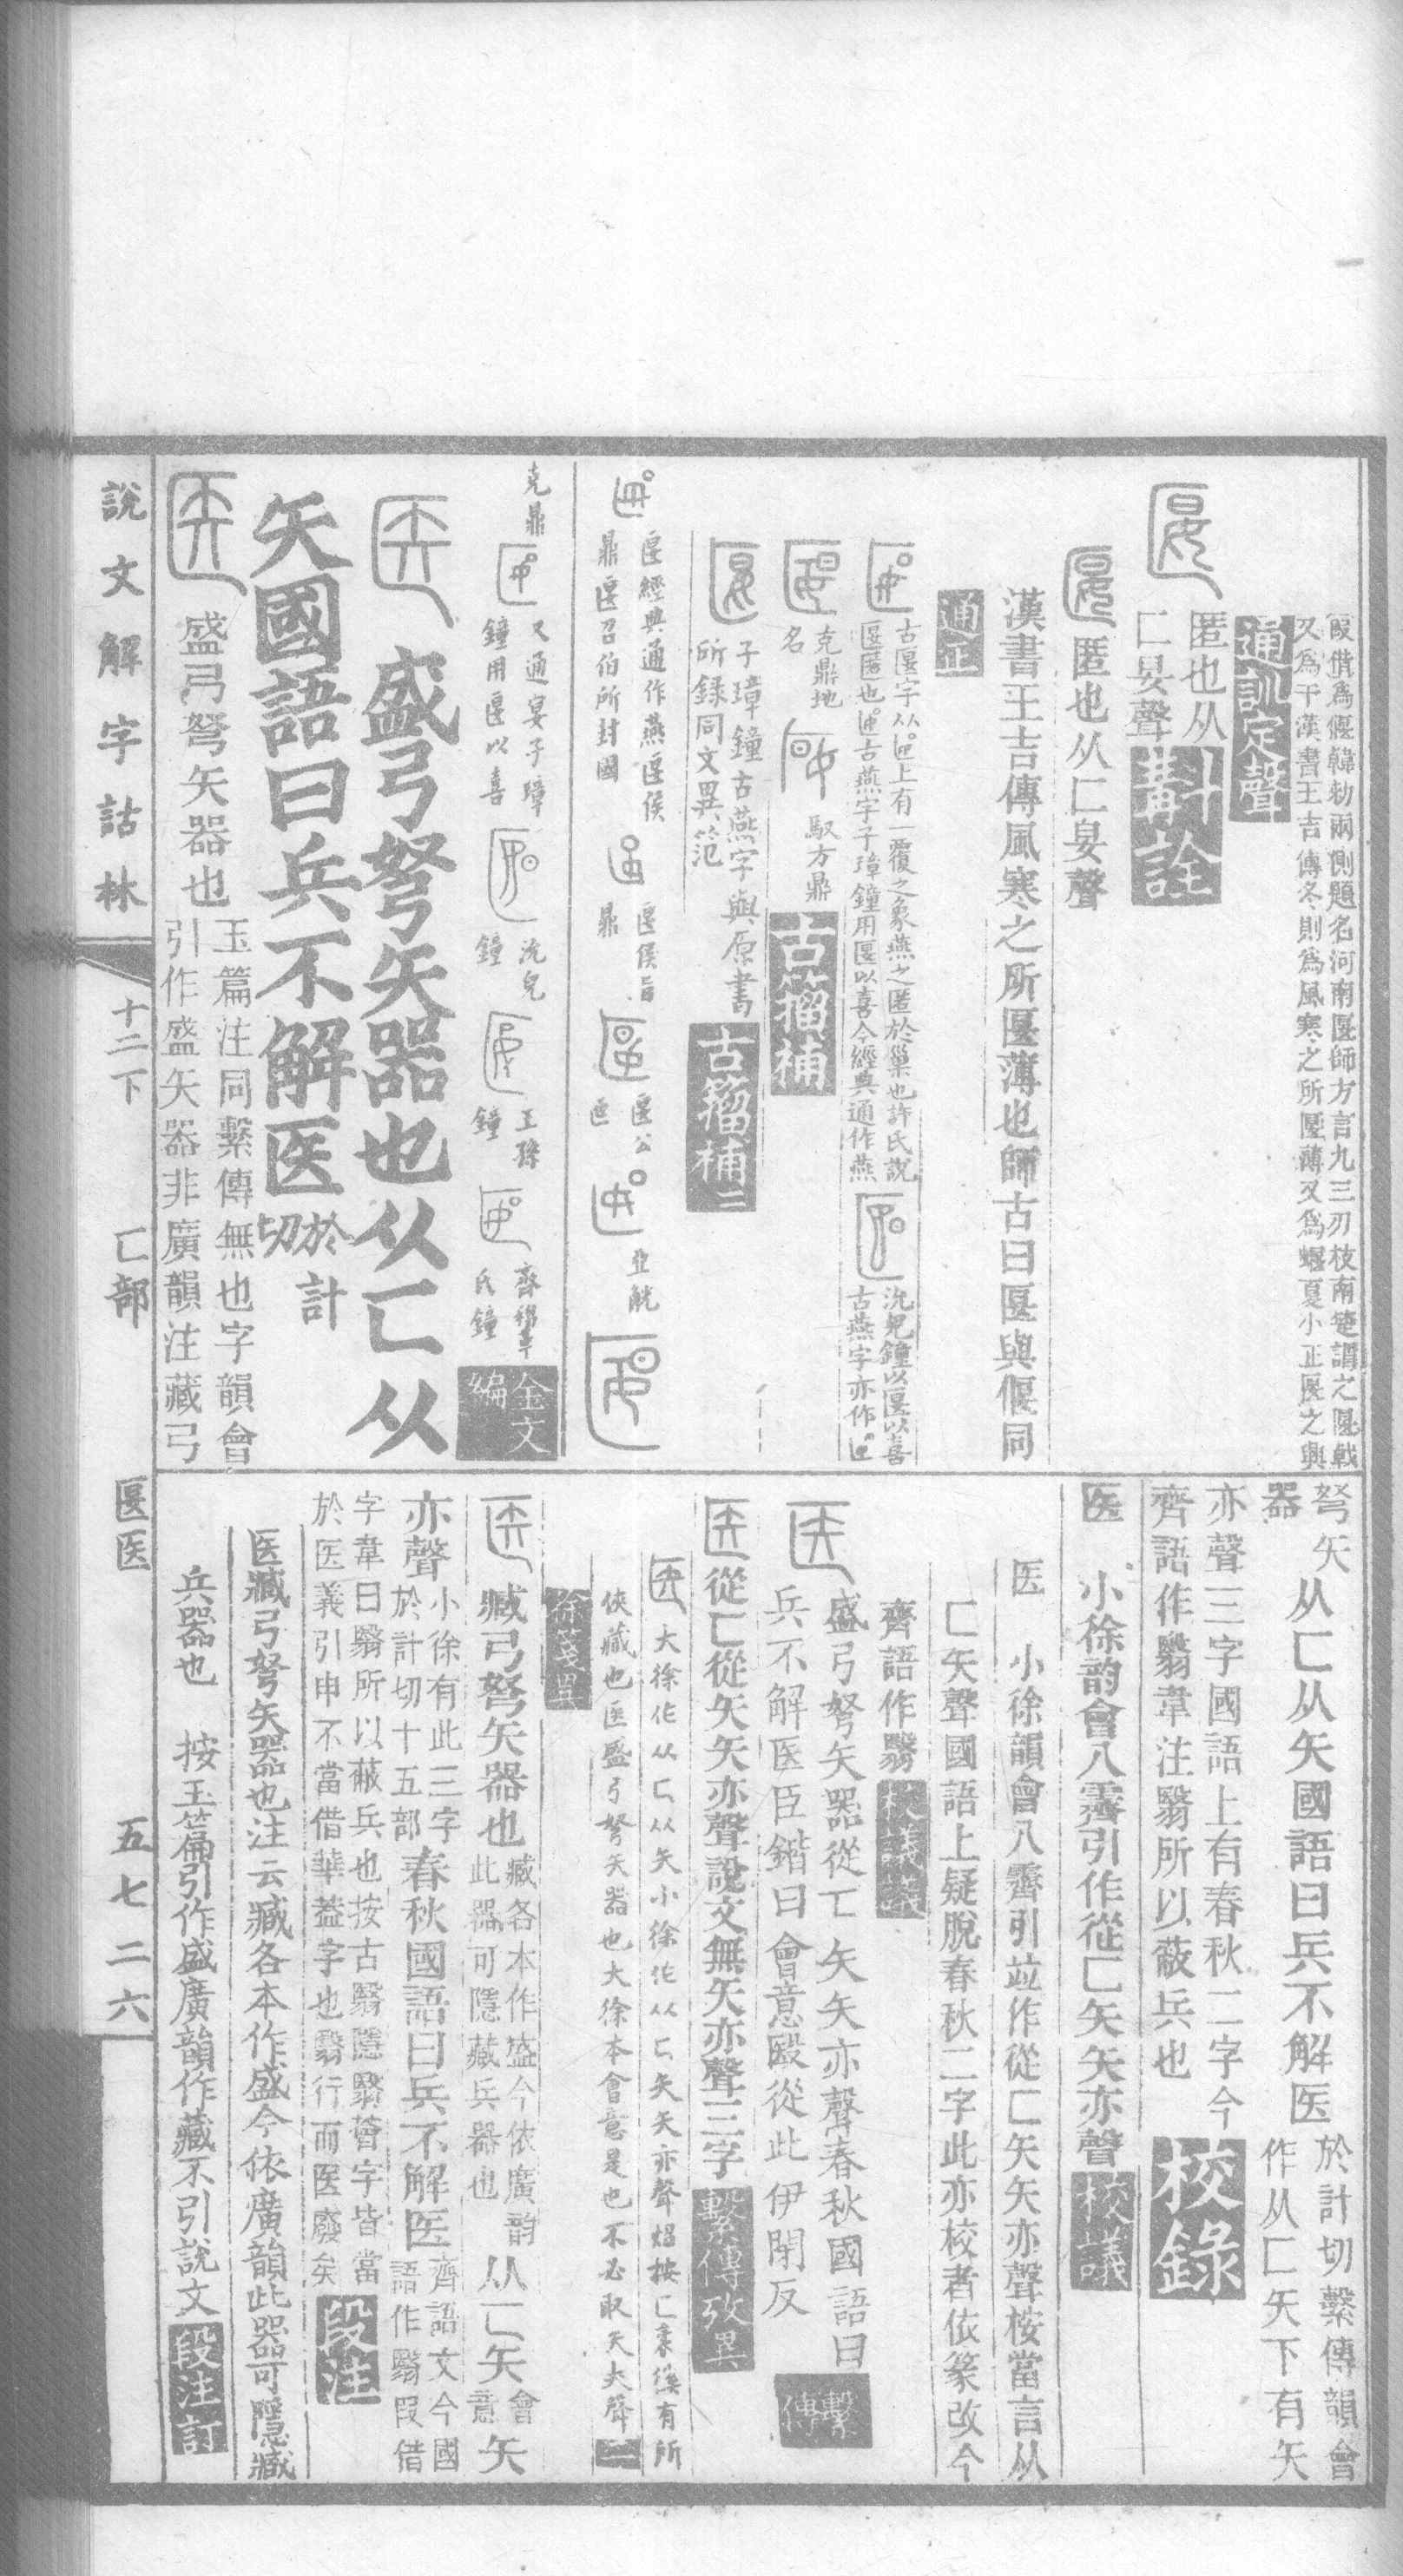 叚借爲偃韓勑兩側題名河南匽師方言九三刃枝南楚謂之匽戟
又爲干漢書王吉傳冬則爲風寒之所匽薄又爲蝘夏小正匽之興
通訓定聲
匽
匿也从
匸妟聲
斠詮
匽
匿也从匸妟聲
漢書王吉傳風寒之所匽薄也師古曰匽與偃同
通正
古匽字从上有一覆之象燕之匿於巢也許氏說
匽匿也古燕字子璋鐘用匽以喜今經典通作燕
沇兒鐘以匽以喜
古燕字亦作
克鼎地
名
馭方鼎
古籀補
子璋鐘古燕字與原書
所錄同文異范
古籀補二
匽經典通作燕匽侯
鼎匽召伯所封國
匽侯旨
鼎
匽公
匜
亞觥
克鼎
又通宴子璋
鐘用匽以喜
沇兒
鐘
王孫
鐘
齊
氏鐘
金文
編
医
盛弓弩矢器也从匸从
矢國語曰兵不解医
於計
切
医
盛弓弩矢器也
玉篇注同繫傳無也字韻會
引作盛矢器非廣韻注藏弓
弩矢
器
从匸从矢國語曰兵不解医
於計切繫傳韻會
作从匸矢下有矢
亦聲三字國語上有春秋二字今
齊語作翳韋注翳所以蔽兵也
校錄
医
小徐韵會八霽引作從匸矢矢亦聲
校議
医
小徐韻會八霽引竝作從匸矢矢亦聲桉當言从
匸矢聲國語上疑脫春秋二字此亦校者依篆改今
齊語作翳
校議議
医
盛弓弩矢器從匸矢矢亦聲春秋國語曰
兵不解医臣鍇曰會意毉從此伊閉反
繫
傳
医
從匸從矢矢亦聲說文無矢亦聲三字
繫傳攷異
医
大徐作从匸从矢小徐作从匸矢矢亦聲按匸衺徯有所
俠藏也医盛弓弩矢器也大徐本會意是也不必取矢大聲
徐箋
医
臧弓弩矢器也
臧各本作盛今依廣韵
此器可隱藏兵器也
从匸矢
會
意
矢
亦聲
小徐有此三字
於計切十五部
春秋國語曰兵不解医
齊語文今國
語作翳叚借
字韋曰翳所以蔽兵也按古翳隱翳薈字皆當
於医義引申不當借華蓋字也翳行而医廢矣
段注
医臧弓弩矢器也注云臧各本作盛今依廣韻此器可隱臧
兵器也　按玉篇引作盛廣韻作藏不引說文
段注訂
說文解字詁林
十二下
匸部
匽医
五七二六